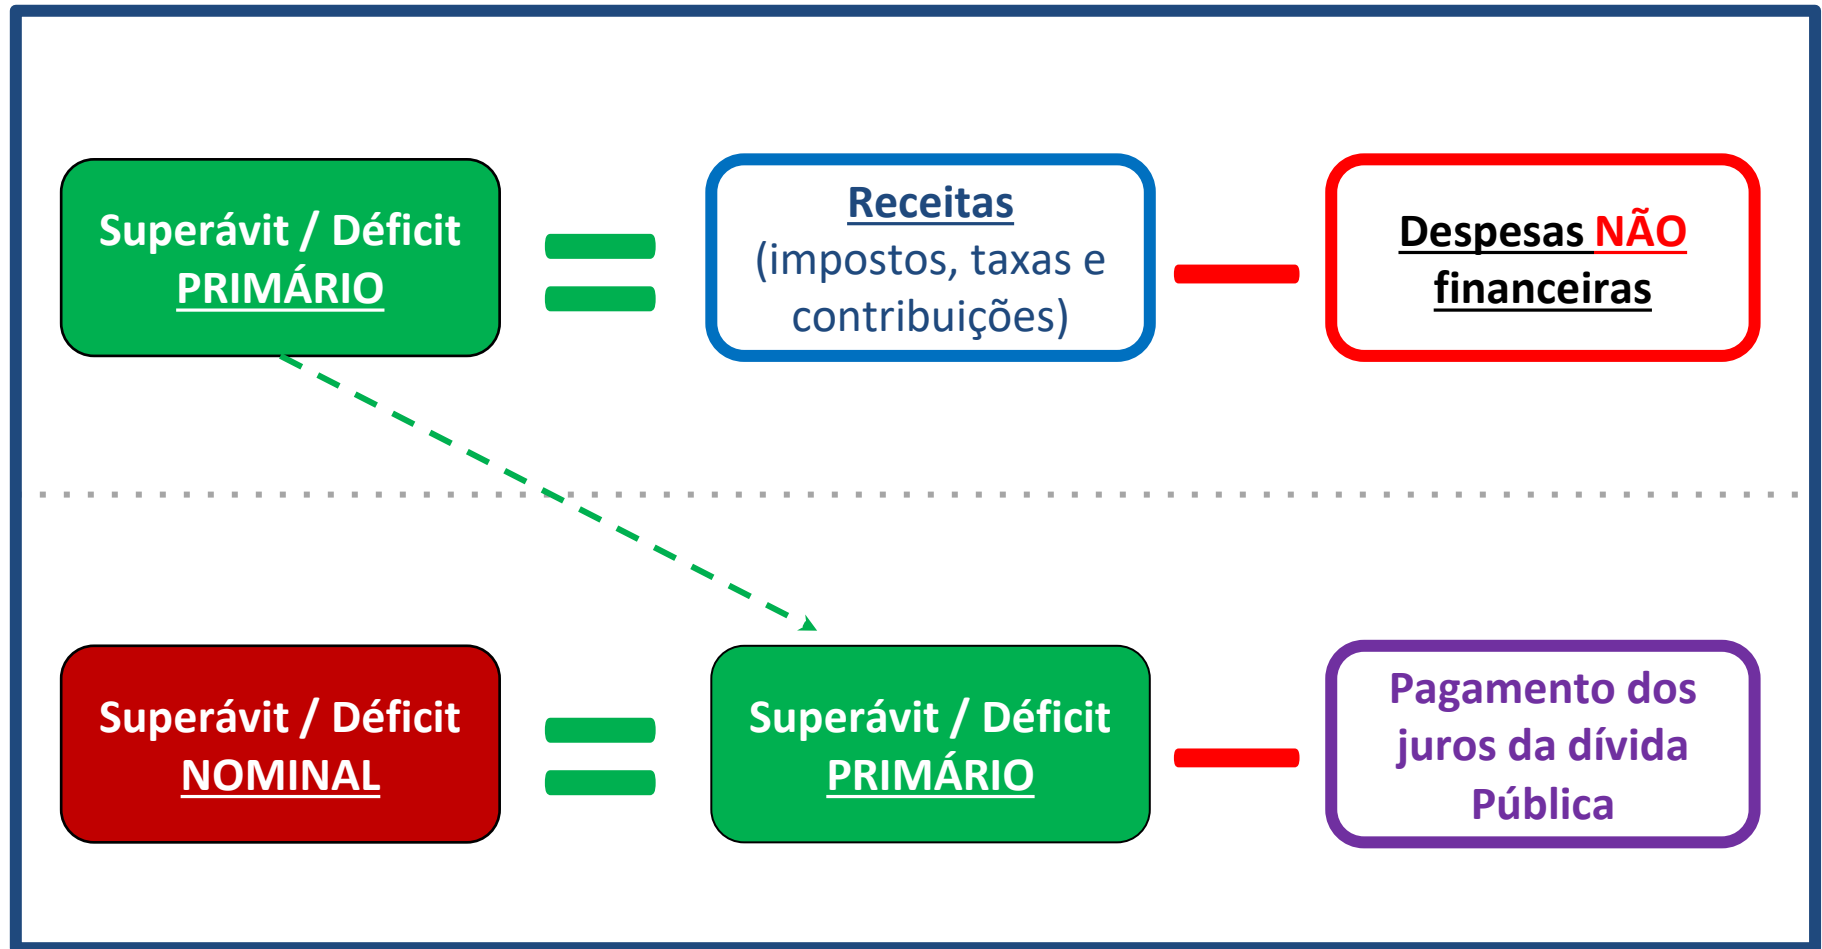 Superávit / Déficit
PRIMÁRIO
Receitas
(impostos, taxas e
contribuições)
Despesas NÃO
financeiras
Superávit / Déficit
NOMINAL
Superávit / Déficit
PRIMÁRIO
Pagamento dos
juros da dívida
Pública